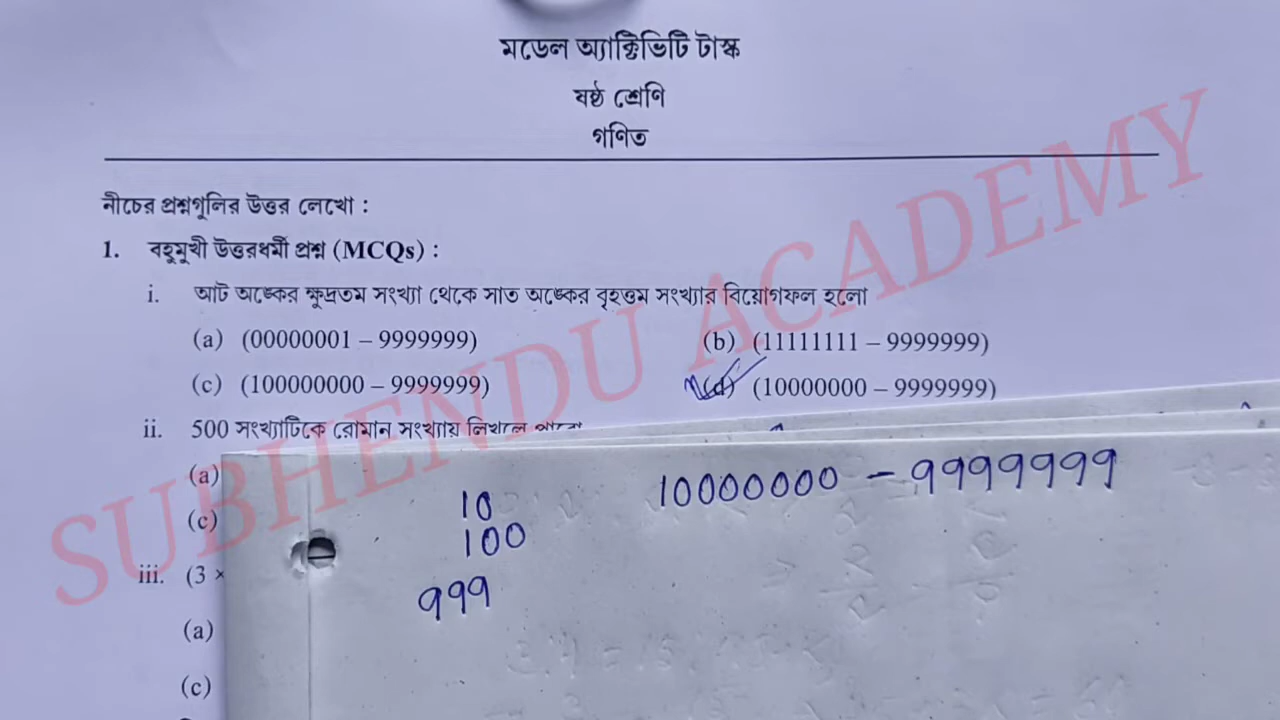 মডেল অ্যাক্টিভিটি টাস্ক
ষষ্ঠ শ্রেণি
গণিত
নীচের প্রশ্নগুলির উত্তর লেখো :
1. বহুমুখী উত্তরধর্মী প্রশ্ন (MCQs) :
i. আট অঙ্কের ক্ষুদ্রতম সংখ্যা থেকে সাত অঙ্কের বৃহত্তম সংখ্যার বিয়োগফল হলো
(a) (00000001 – 9999999) (b) (11111111 – 9999999)
(c) (100000000 – 9999999) (d) (10000000 – 9999999)
ii. 500 সংখ্যাটিকে রোমান সংখ্যায় লিখলে
(a)
(c)
iii. (3 ×
(a)
(c)
10
100
999
10000000 – 9999999
SUBHENDU ACADEMY